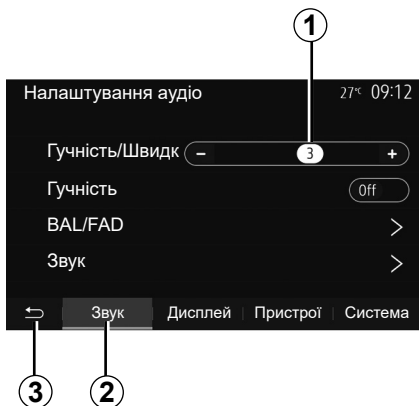 1
Налаштування аудіо 27°C 09:12
Гучність/Швидк - 3 +
Гучність Off
BAL/FAD >
Звук >
Звук Дисплей Пристрої Система
3 2